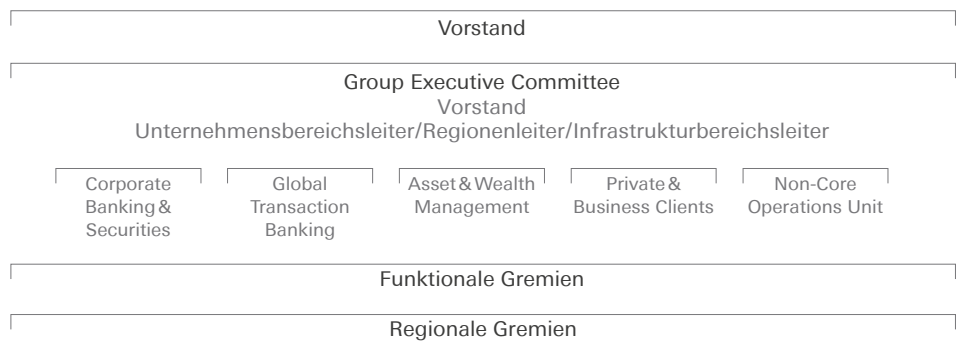 Vorstand
Group Executive Committee
Vorstand
Unternehmensbereichsleiter/Regionenleiter/Infrastrukturbereichsleiter
Corporate
Banking &
Securities
Global
Transaction
Banking
Asset & Wealth
Management
Private &
Business Clients
Non-Core
Operations Unit
Funktionale Gremien
Regionale Gremien